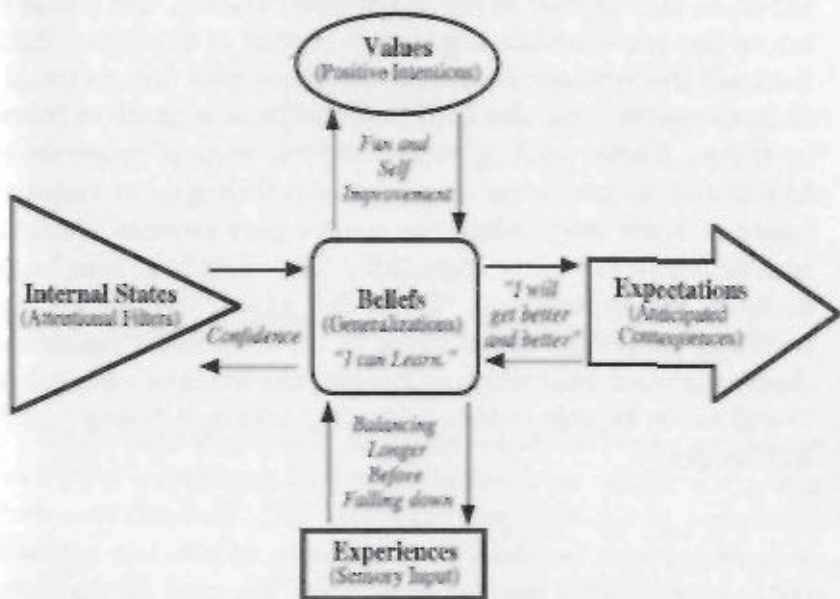 Values
(Positive Intentions)
Fun and
Self
Improvement
Internal States
(Attentional Filters)
Confidence
Beliefs
(Generalizations)
"I can Learn."
"I will
get better
and better"
Expectations
(Anticipated
Consequences)
Balancing
Longer
Before
Falling down
Experiences
(Sensory Input)